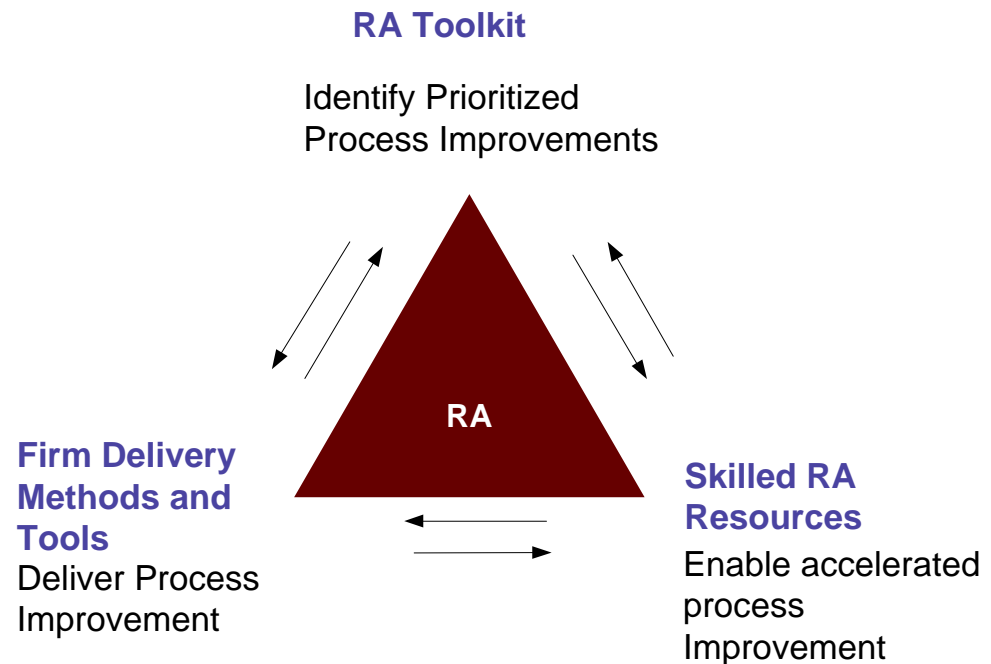 RA Toolkit
Identify Prioritized
Process Improvements
RA
Firm Delivery
Methods and
Tools
Deliver Process
Improvement
Skilled RA
Resources
Enable accelerated
process
Improvement